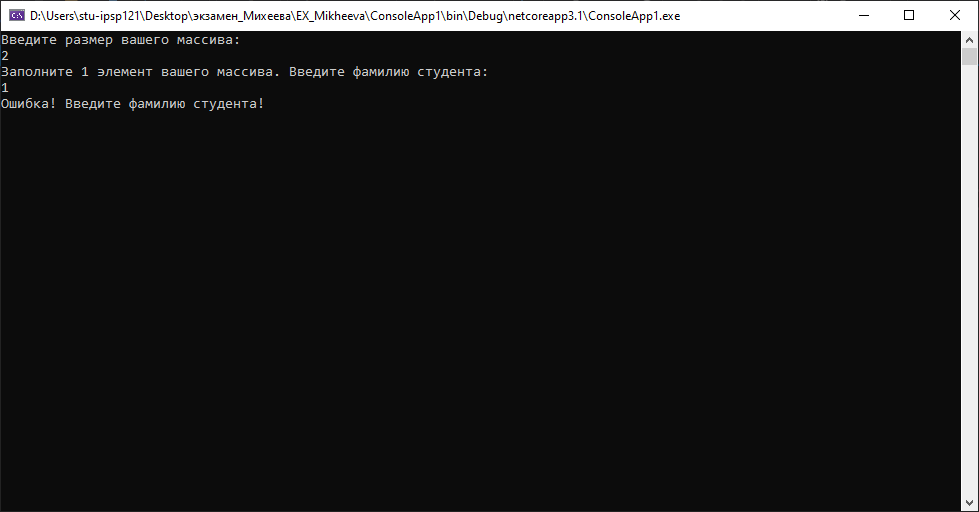 D:\Users\stu-ipsp121\Desktop\экзамен_Михеева\EX_Mikheeva\ConsoleApp1\bin\Debug\netcoreapp3.1\ConsoleApp1.exe
Введите размер вашего массива:
2
Заполните 1 элемент вашего массива. Введите фамилию студента:
1
Ошибка! Введите фамилию студента!